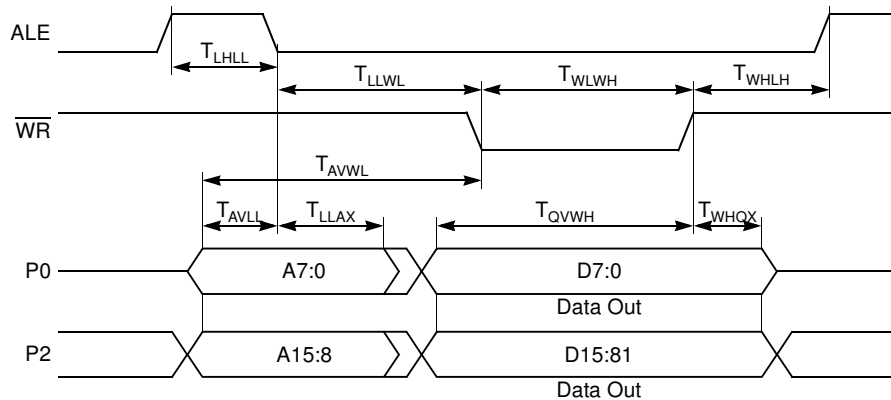 ALE
T_LHLL
T_LLWL
T_WLWH
T_WHLH
WR
T_AVWL
T_AVLL
T_LLAX
T_QVWH
T_WHQX
P0
A7:0
D7:0
Data Out
P2
A15:8
D15:81
Data Out